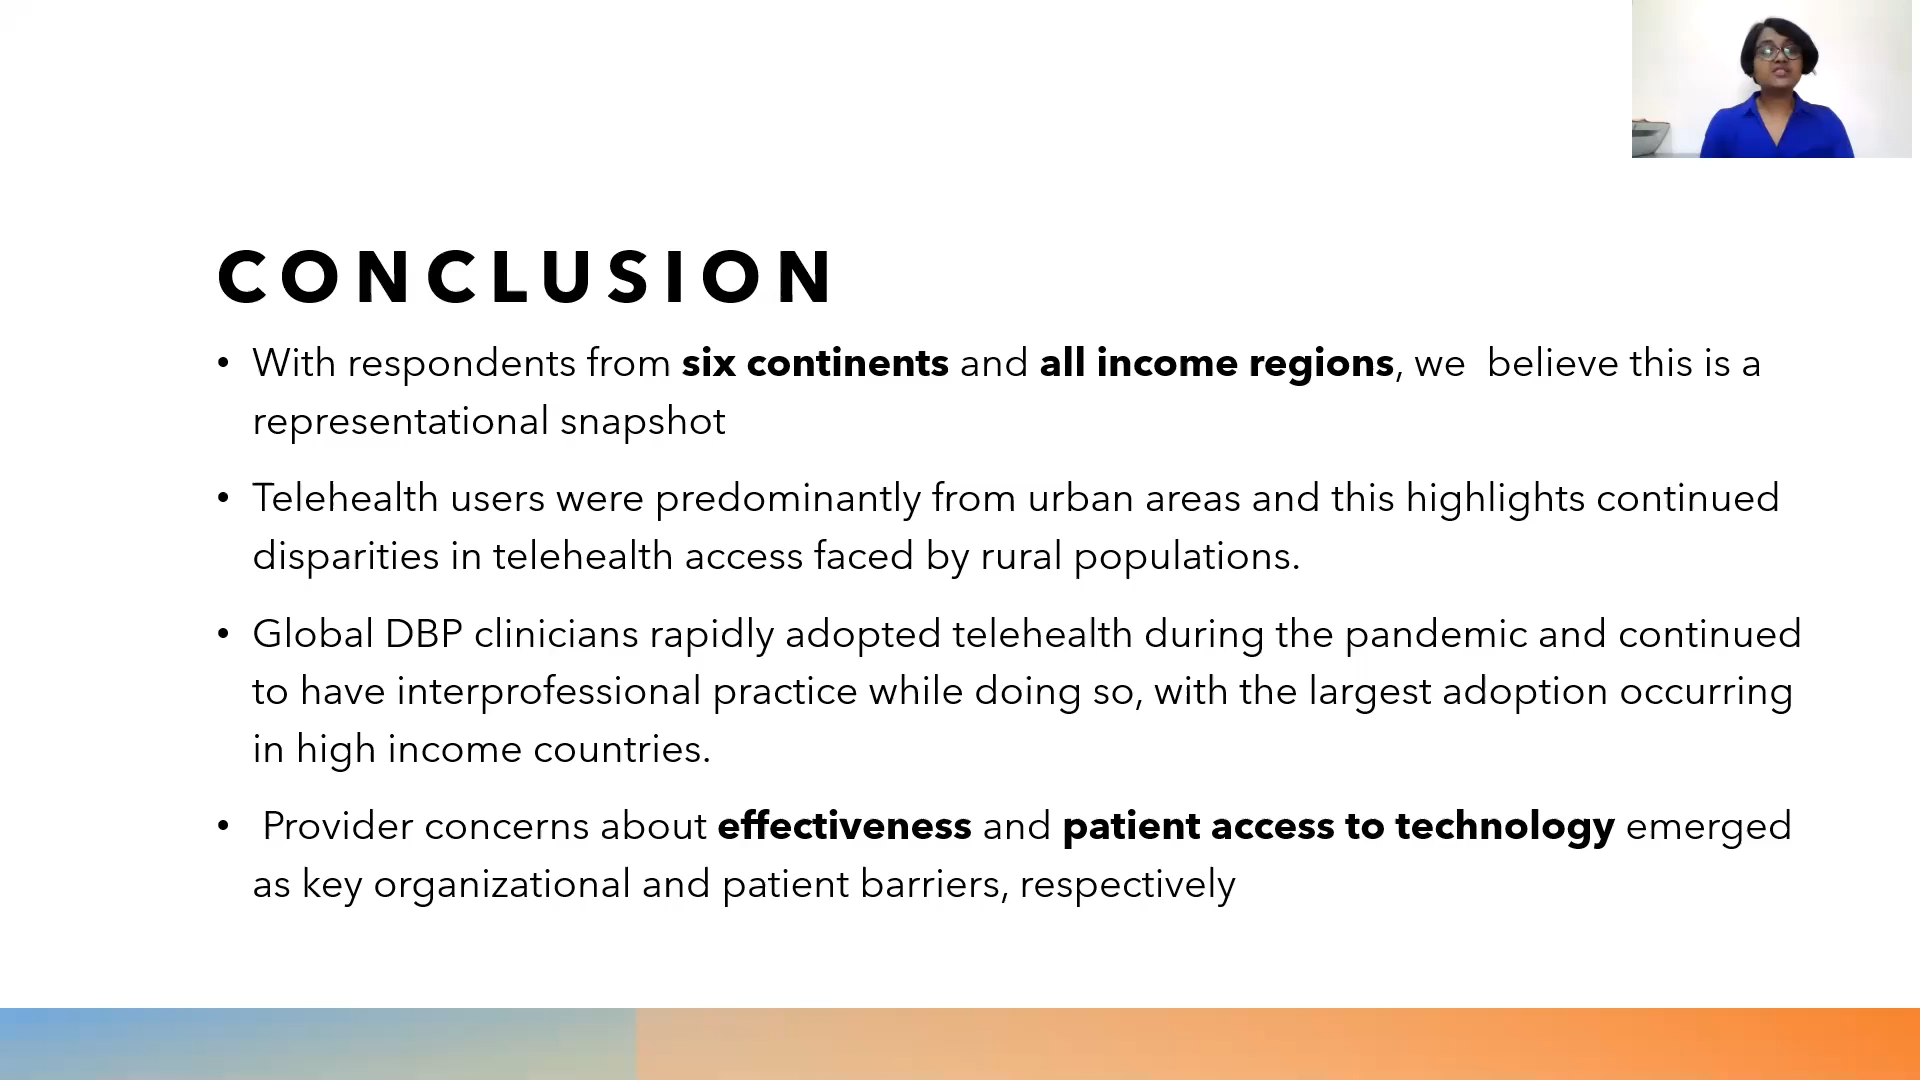 CONCLUSION
• With respondents from six continents and all income regions, we  believe this is a
representational snapshot
• Telehealth users were predominantly from urban areas and this highlights continued
disparities in telehealth access faced by rural populations.
• Global DBP clinicians rapidly adopted telehealth during the pandemic and continued
to have interprofessional practice while doing so, with the largest adoption occurring
in high income countries.
•  Provider concerns about effectiveness and patient access to technology emerged
as key organizational and patient barriers, respectively